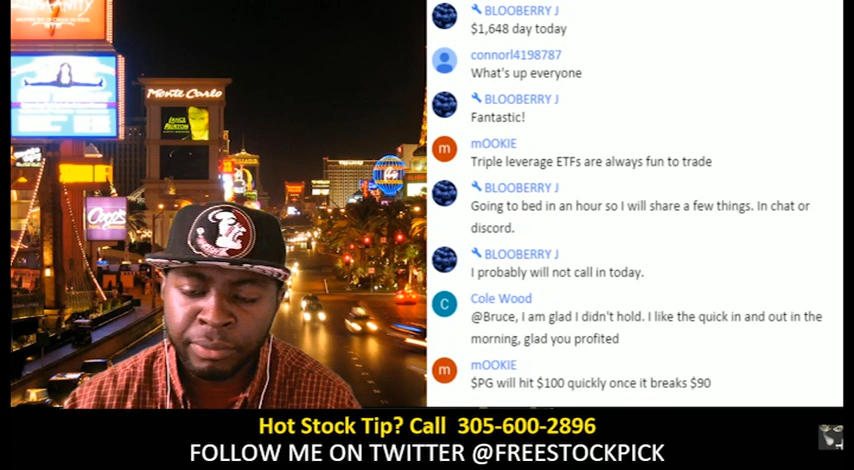 Monte Carlo
BLOOBERRY J
$1,648 day today
connorl4198787
What's up everyone
BLOOBERRY J
Fantastic!
m
mOOKIE
Triple leverage ETFs are always fun to trade
BLOOBERRY J
Going to bed in an hour so I will share a few things. In chat or
discord.
BLOOBERRY J
I probably will not call in today.
C
Cole Wood
@Bruce, I am glad I didn't hold. I like the quick in and out in the
morning, glad you profited
m
mOOKIE
$PG will hit $100 quickly once it breaks $90
Hot Stock Tip? Call 305-600-2896
FOLLOW ME ON TWITTER @FREESTOCKPICK